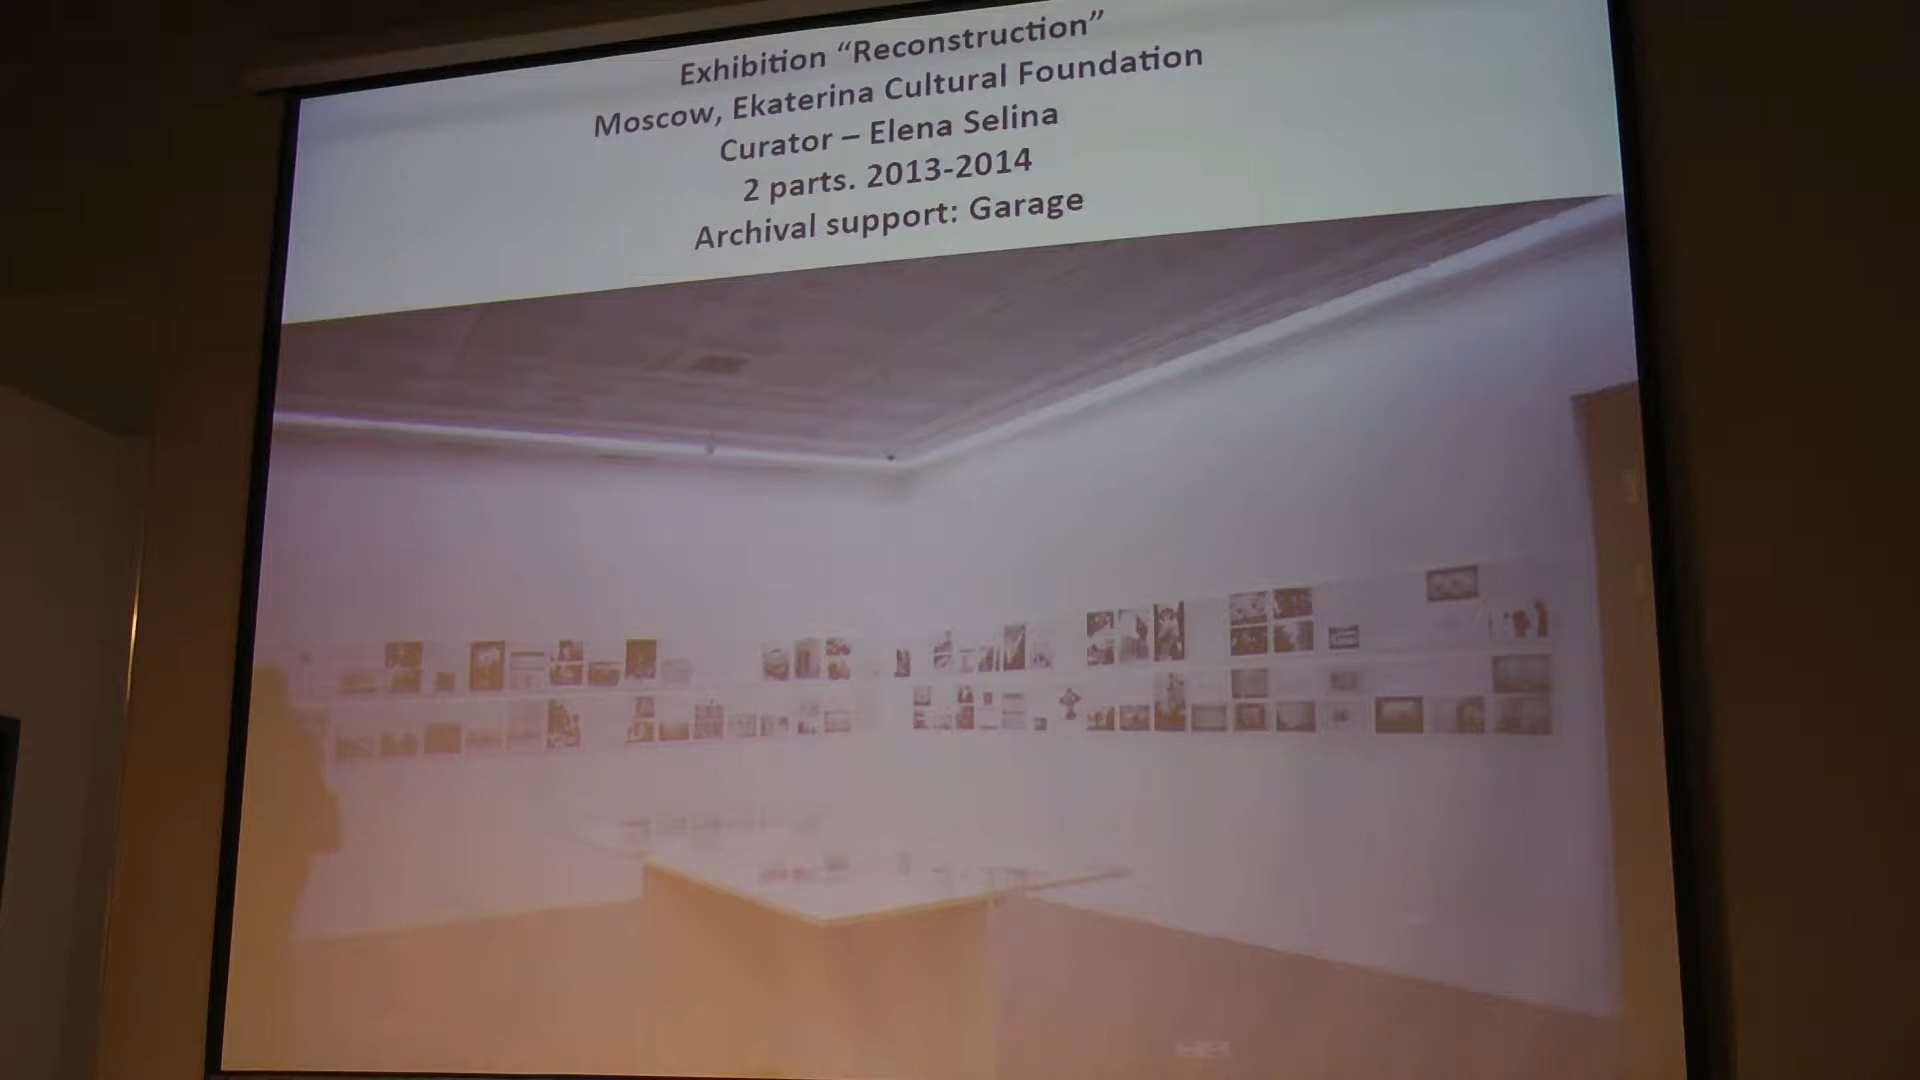 Exhibition “Reconstruction”
Moscow, Ekaterina Cultural Foundation
Curator – Elena Selina
2 parts. 2013-2014
Archival support: Garage